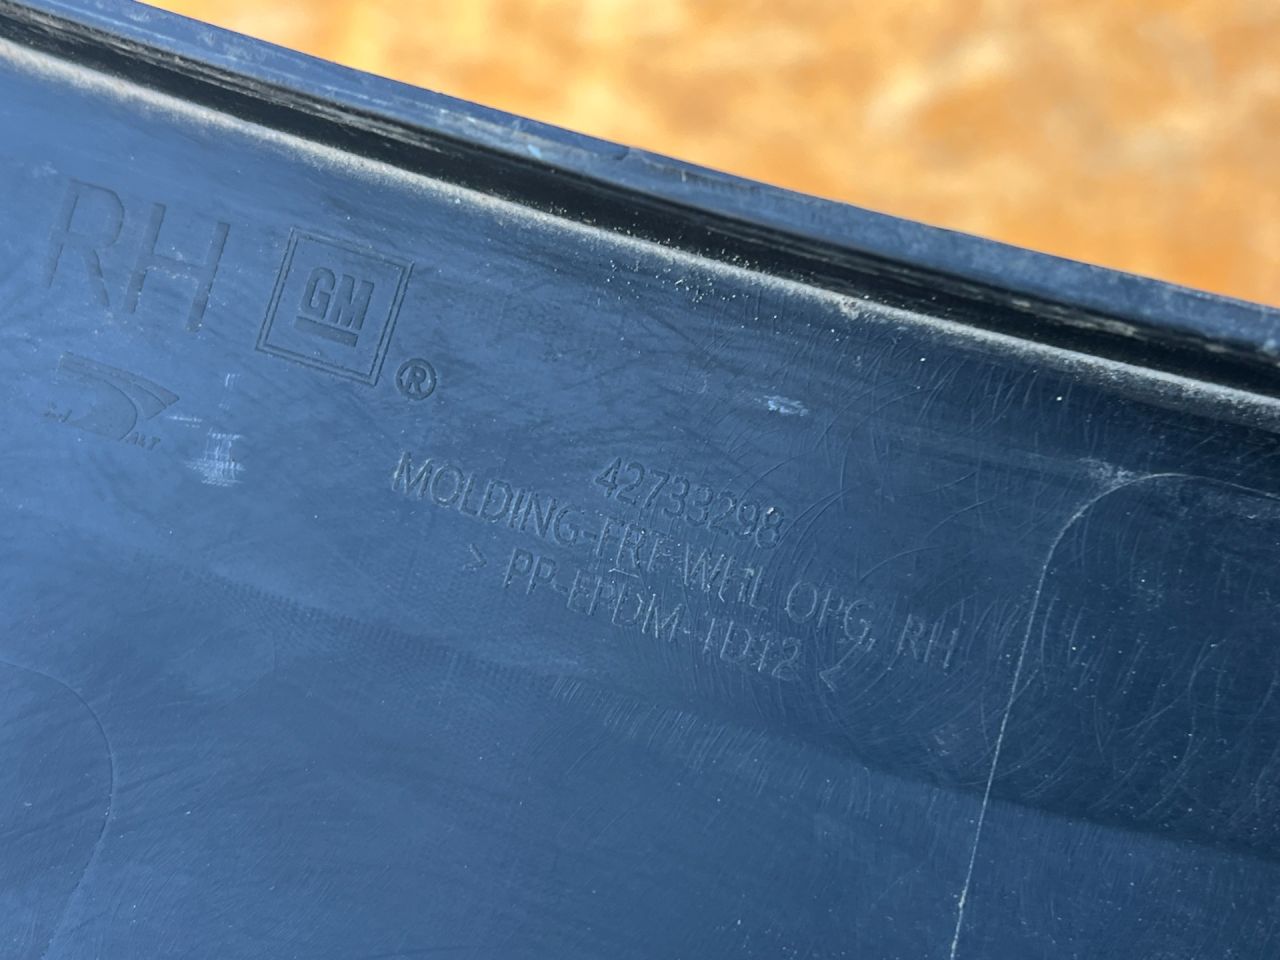 RH
GM
®
42733298
MOLDING-FRT WHL OPG, RH
> PP-EPDM-TD12 <